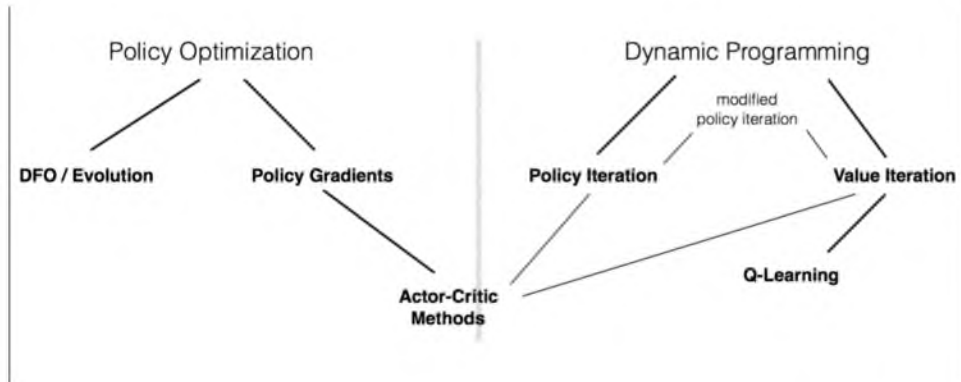 Policy Optimization
Dynamic Programming
modified
policy iteration
DFO / Evolution
Policy Gradients
Policy Iteration
Value Iteration
Actor-Critic
Methods
Q-Learning